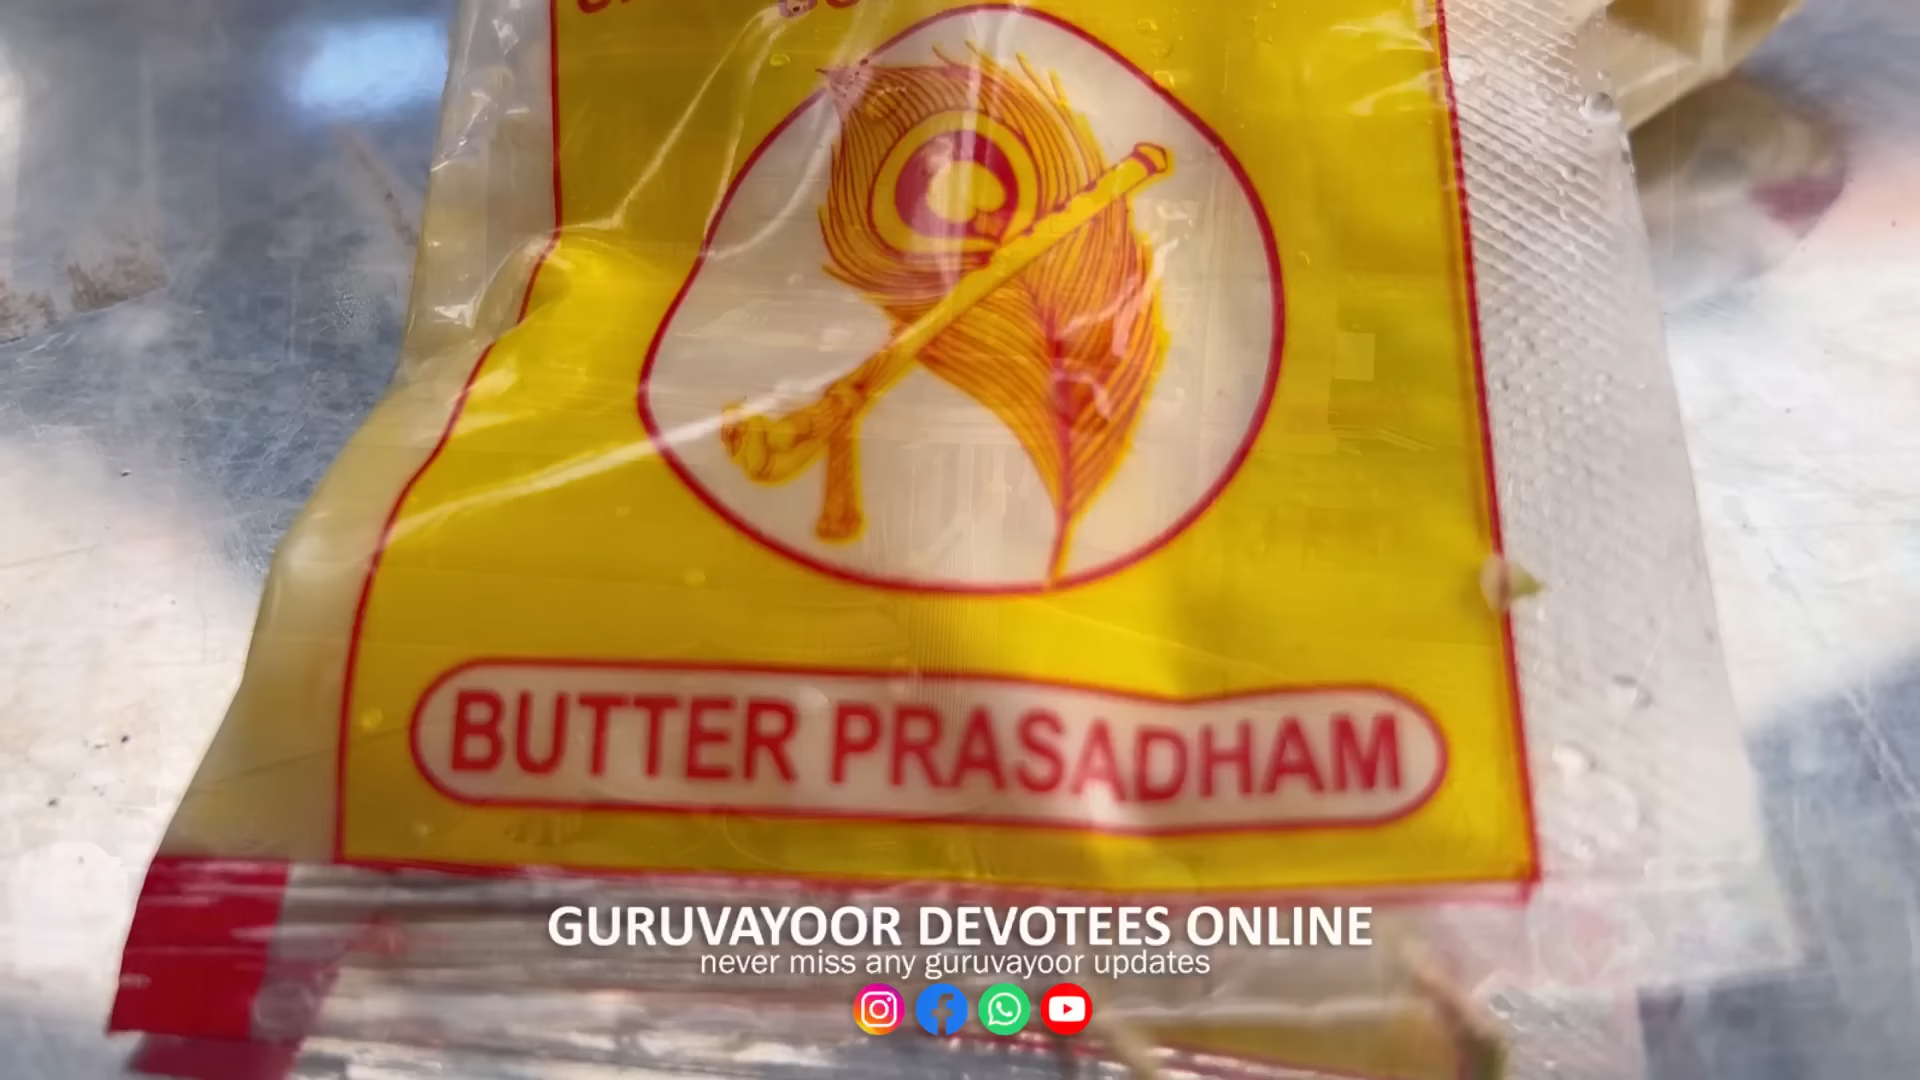 BUTTER PRASADHAM
GURUVAYOOR DEVOTEES ONLINE
never miss any guruvayoor updates